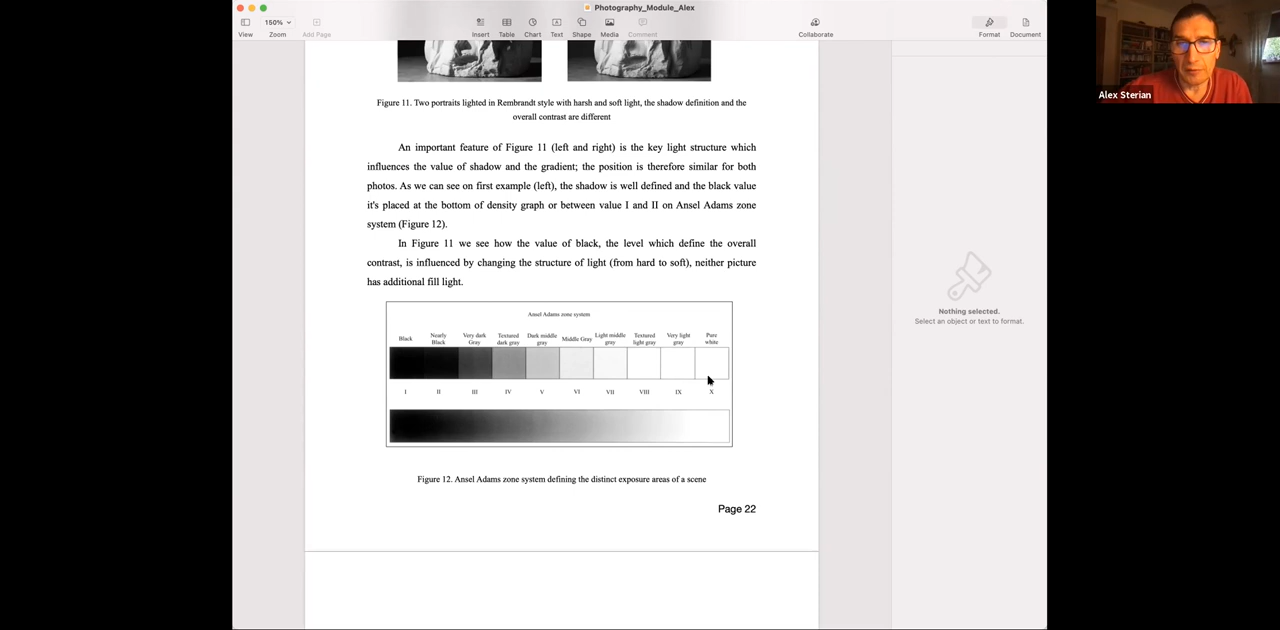 Photography_Module_Alex
150%
View
Zoom
Add Page
Insert
Table
Chart
Text
Shape
Media
Comment
Collaborate
Format
Document
Alex Sterian
Figure 11. Two portraits lighted in Rembrandt style with harsh and soft light, the shadow definition and the
overall contrast are different
An important feature of Figure 11 (left and right) is the key light structure which
influences the value of shadow and the gradient; the position is therefore similar for both
photos. As we can see on first example (left), the shadow is well defined and the black value
it's placed at the bottom of density graph or between value I and II on Ansel Adams zone
system (Figure 12).
In Figure 11 we see how the value of black, the level which define the overall
contrast, is influenced by changing the structure of light (from hard to soft), neither picture
has additional fill light.
Ansel Adams zone system
Black
Nearly
Black
Very dark
Gray
Textured
dark gray
Dark middle
gray
Middle Gray
Light middle
gray
Textured
light gray
Very light
gray
Pure
white
I
II
III
IV
V
VI
VII
VIII
IX
X
Figure 12. Ansel Adams zone system defining the distinct exposure areas of a scene
Page 22
Nothing selected.
Select an object or text to format.